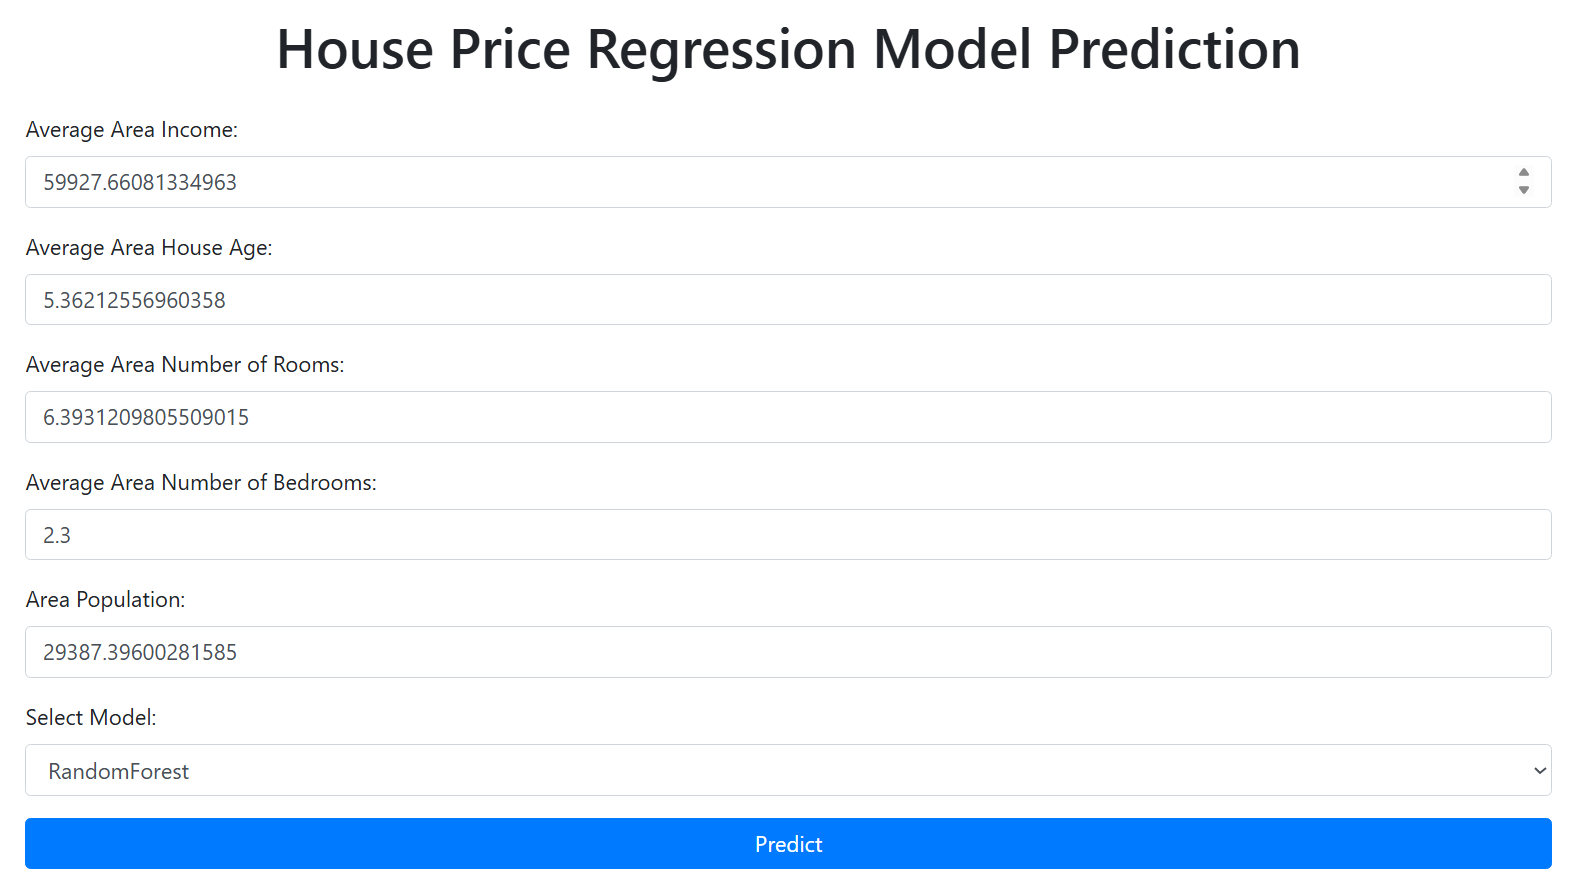 House Price Regression Model Prediction
Average Area Income:
59927.66081334963
Average Area House Age:
5.36212556960358
Average Area Number of Rooms:
6.3931209805509015
Average Area Number of Bedrooms:
2.3
Area Population:
29387.39600281585
Select Model:
RandomForest
Predict